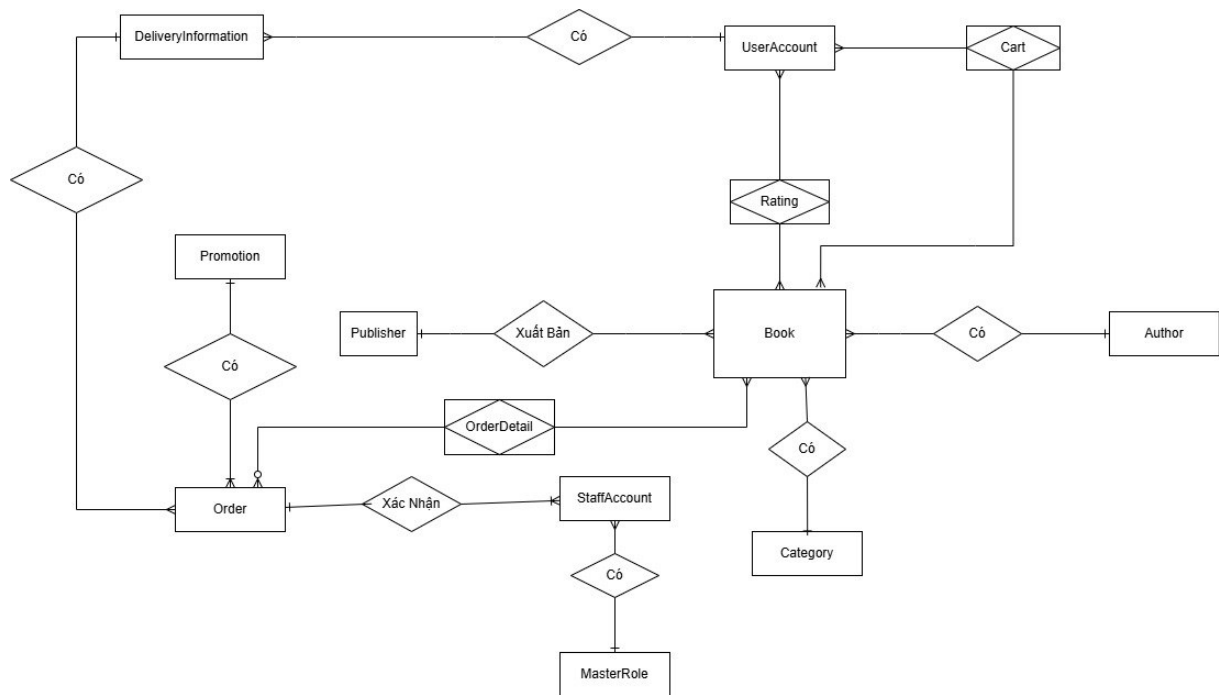 DeliveryInformation
Có
UserAccount
Cart
Có
Rating
Promotion
Publisher
Xuất Bản
Book
Có
Author
Có
OrderDetail
Có
Order
Xác Nhận
StaffAccount
Category
Có
MasterRole